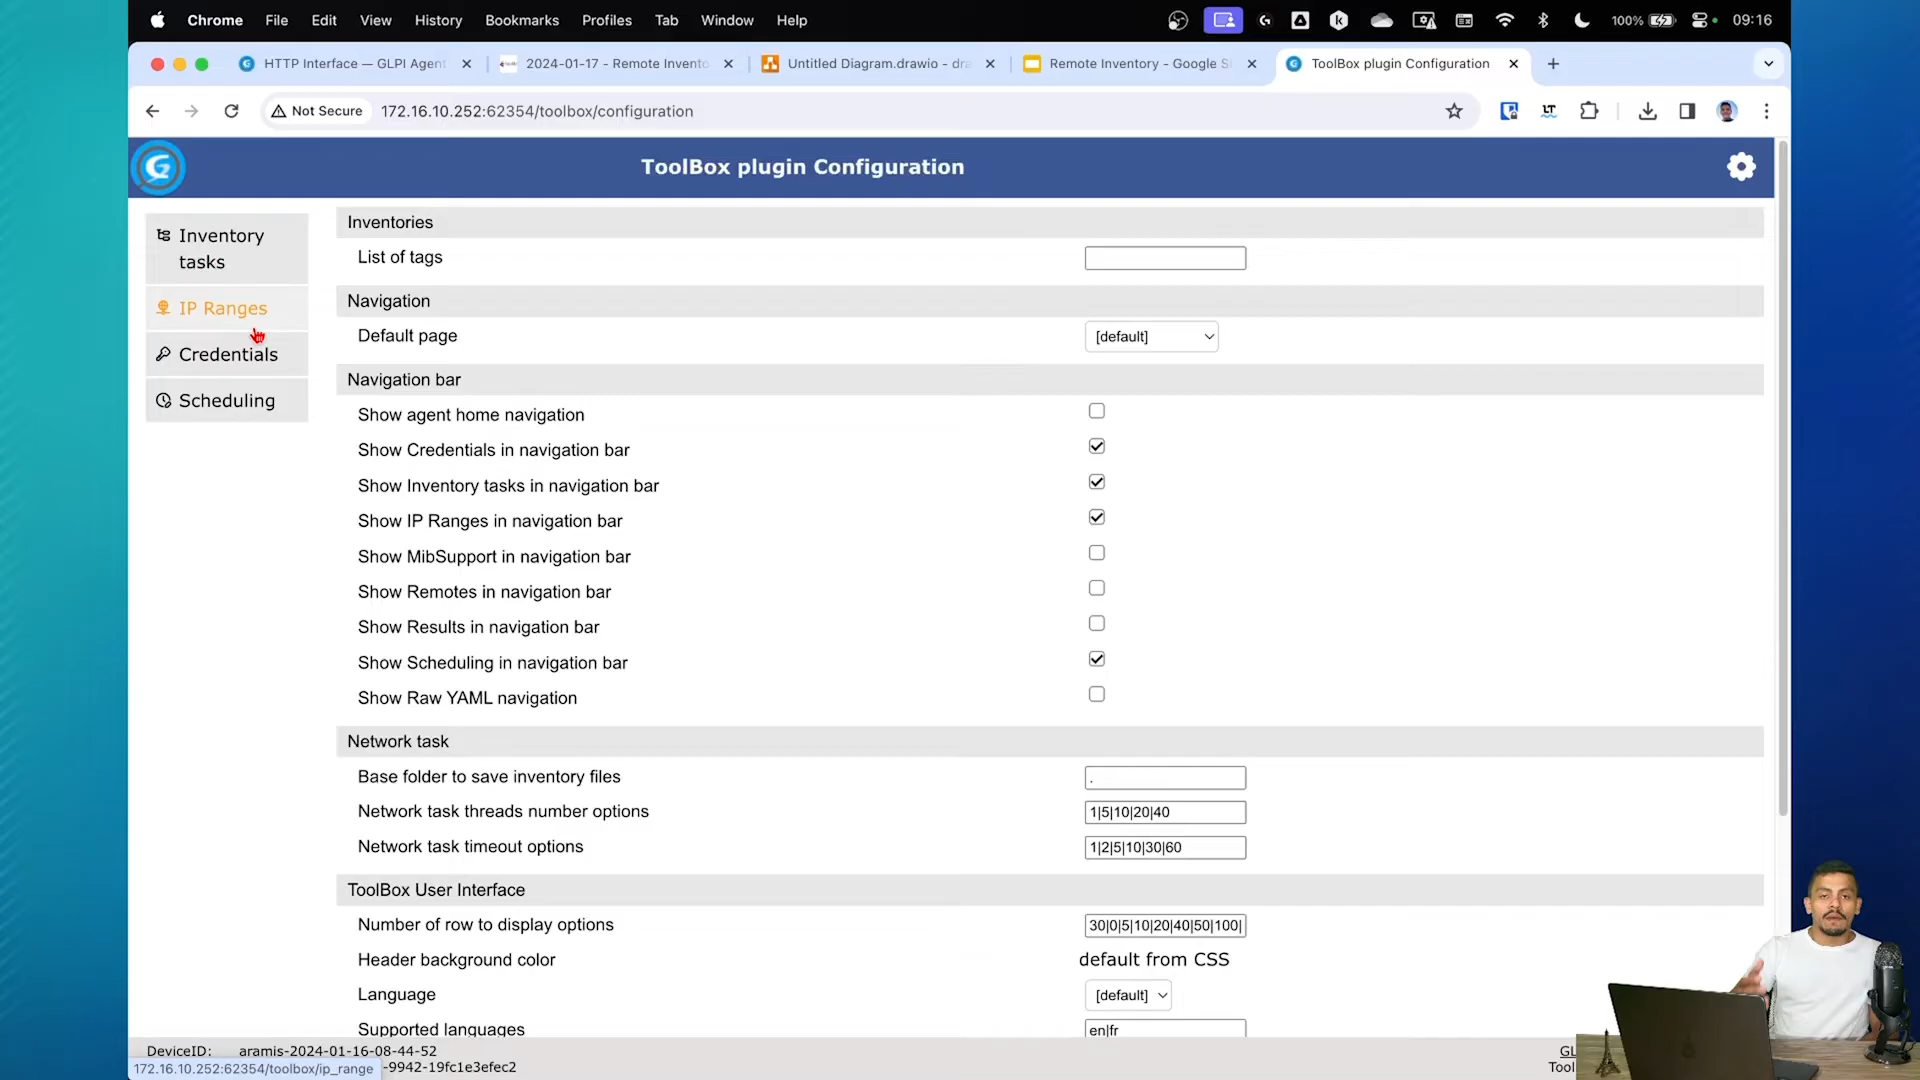 Chrome File Edit View History Bookmarks Profiles Tab Window Help 100% 09:16
HTTP Interface — GLPI Agent 2024-01-17 - Remote Invento Untitled Diagram.drawio - dra Remote Inventory - Google Sl ToolBox plugin Configuration
Not Secure 172.16.10.252:62354/toolbox/configuration
ToolBox plugin Configuration
Inventory
tasks
IP Ranges
Credentials
Scheduling
Inventories
List of tags
Navigation
Default page [default]
Navigation bar
Show agent home navigation
Show Credentials in navigation bar
Show Inventory tasks in navigation bar
Show IP Ranges in navigation bar
Show MibSupport in navigation bar
Show Remotes in navigation bar
Show Results in navigation bar
Show Scheduling in navigation bar
Show Raw YAML navigation
Network task
Base folder to save inventory files .
Network task threads number options 1|5|10|20|40
Network task timeout options 1|2|5|10|30|60
ToolBox User Interface
Number of row to display options 30|0|5|10|20|40|50|100|
Header background color default from CSS
Language [default]
Supported languages en|fr
DeviceID: aramis-2024-01-16-08-44-52 GL
172.16.10.252:62354/toolbox/ip_range -9942-19fc1e3efec2 Tool